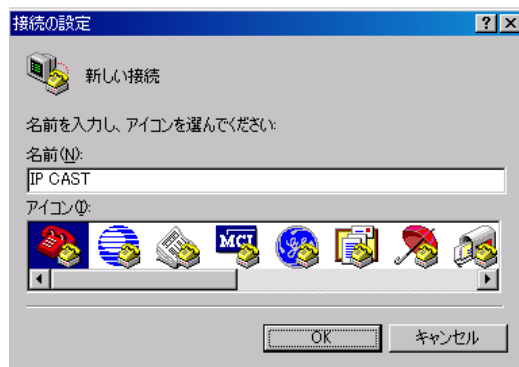 接続の設定
新しい接続
名前を入力し、アイコンを選んでください:
名前(N):
IP CAST
アイコン(I):
MCI
OK キャンセル